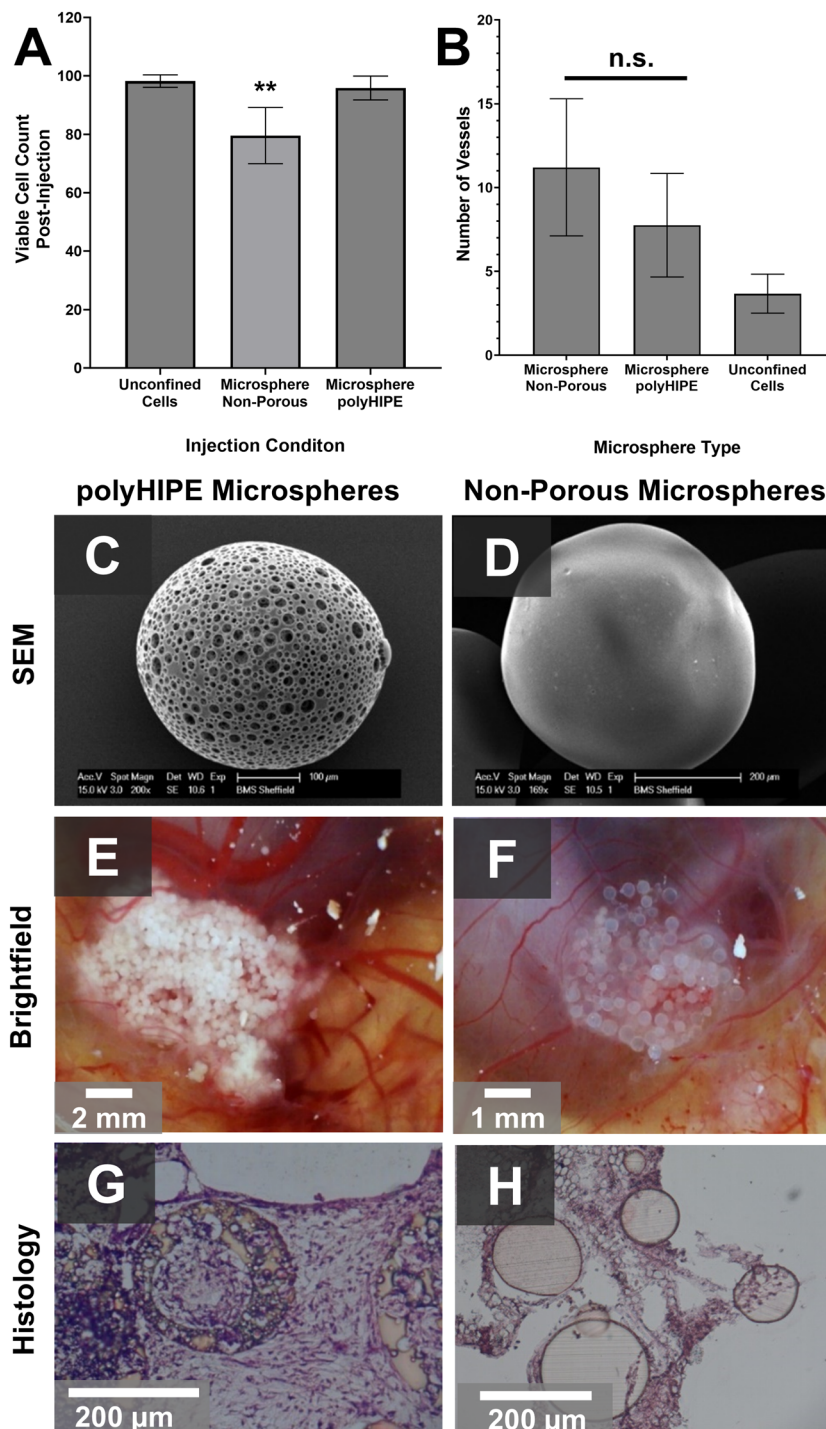 A
120
100
80
60
40
20
0
Viable Cell Count
Post-Injection
**
Unconfined
Cells
Microsphere
Non-Porous
Microsphere
polyHIPE
Injection Conditon
B
20
15
10
5
0
Number of Vessels
n.s.
Microsphere
Non-Porous
Microsphere
polyHIPE
Unconfined
Cells
Microsphere Type
polyHIPE Microspheres
Non-Porous Microspheres
SEM
C
Acc.V Spot Magn Det WD Exp 100 µm
15.0 kV 3.0 200x SE 10.6 1 BMS Sheffield
D
Acc.V Spot Magn Det WD Exp 200 µm
15.0 kV 3.0 169x SE 10.5 1 BMS Sheffield
Brightfield
E
2 mm
F
1 mm
Histology
G
200 µm
H
200 µm